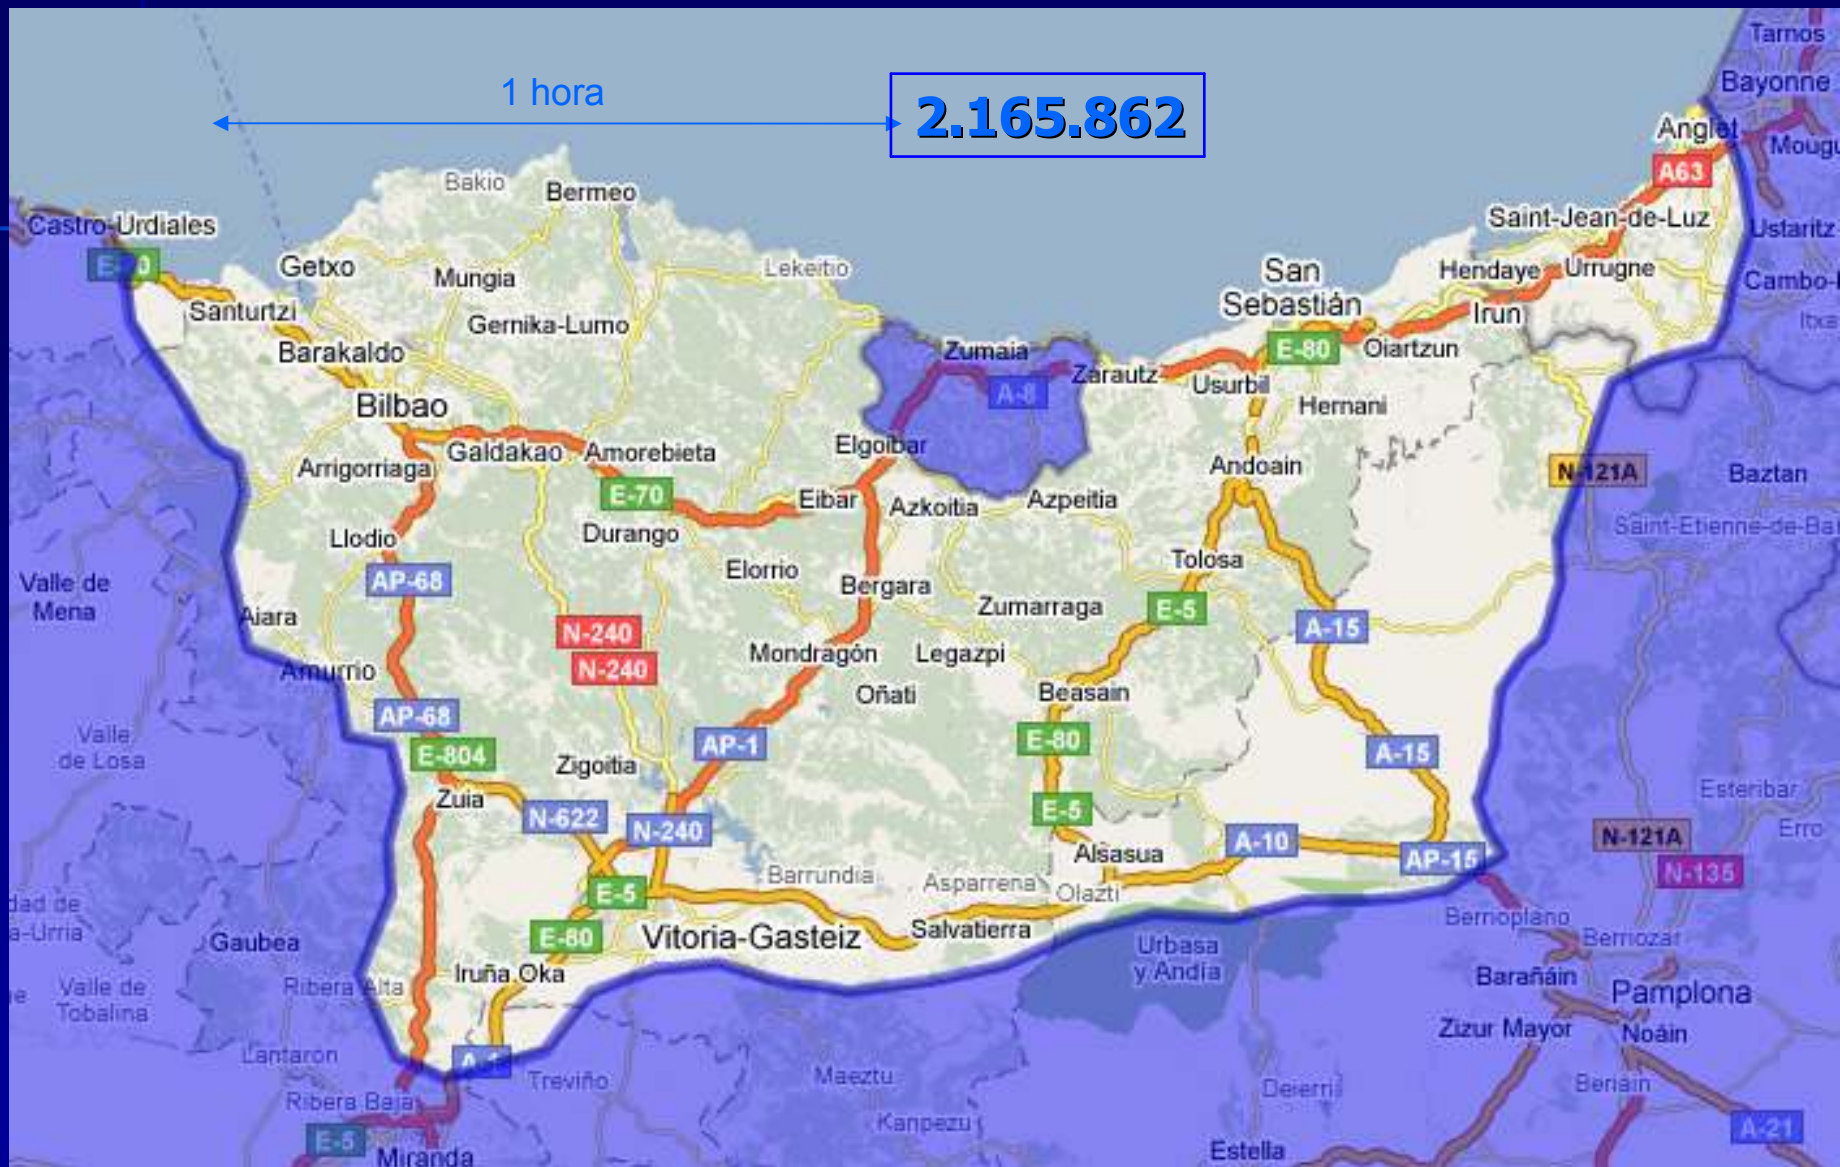 1 hora
2.165.862
Tarnos
Bayonne
Anglet
A63
Bakio
Bermeo
Castro-Urdiales
Saint-Jean-de-Luz
Ustaritz
Getxo
Mungia
Lekeitio
San
Sebastián
Hendaye
Urrugne
Santurtzi
Gernika-Lumo
Irun
Barakaldo
Zumaia
E-80
Oiartzun
Zarautz
A-8
Usurbil
Bilbao
Hernani
Galdakao
Amorebieta
Elgoibar
Arrigorriaga
Andoain
N-121A
Baztan
E-70
Eibar
Azkoitia
Azpeitia
Llodio
Durango
Valle de
Mena
AP-68
Elorrio
Bergara
Tolosa
Zumarraga
E-5
Aiara
N-240
A-15
N-240
Mondragón
Legazpi
Amurrio
Oñati
Beasain
AP-68
Valle
de Losa
E-804
AP-1
E-80
A-15
Zigoitia
Zuia
N-622
N-240
E-5
Esteribar
Erro
N-121A
A-10
Alsasua
AP-15
N-135
Barrundia
Asparrena
Olazti
E-5
Gaubea
E-80
Vitoria-Gasteiz
Salvatierra
Berrioplano
Berriozar
Urbasa
y Andia
Iruña Oka
Ribera Alta
Valle de
Tobalina
Barañáin
Pamplona
Zizur Mayor
Noáin
Lantarón
A-1
Treviño
Maeztu
Deierri
Beriain
Ribera Baja
Kanpezu
E-5
A-21
Miranda
Estella